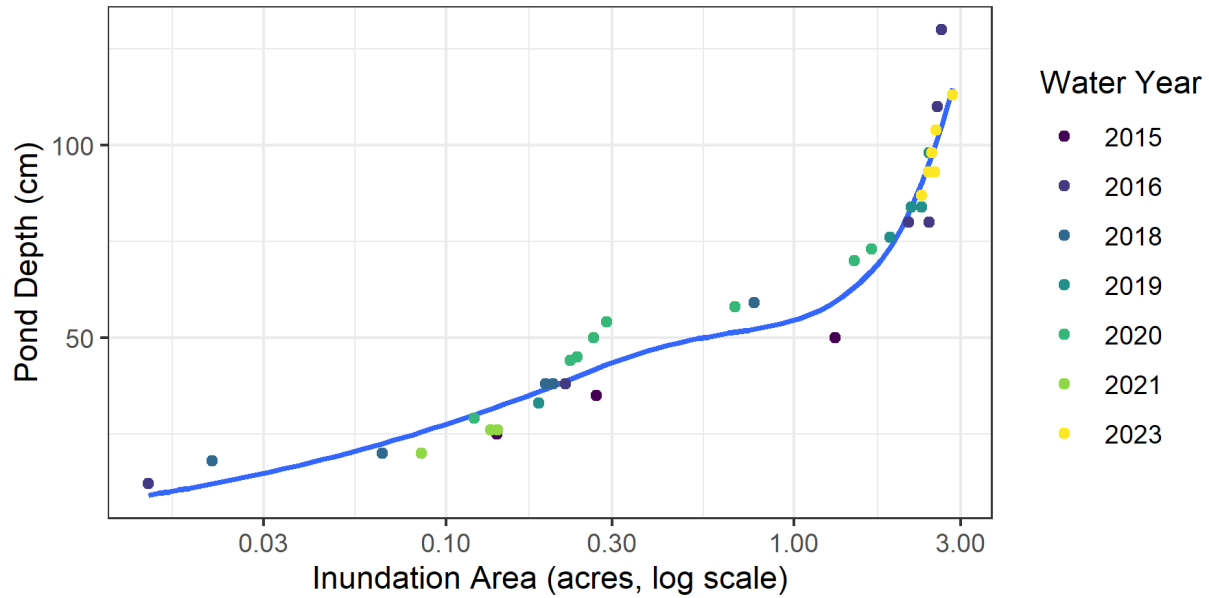 100
50
Pond Depth (cm)
0.03 0.10 0.30 1.00 3.00
Inundation Area (acres, log scale)
Water Year
2015
2016
2018
2019
2020
2021
2023